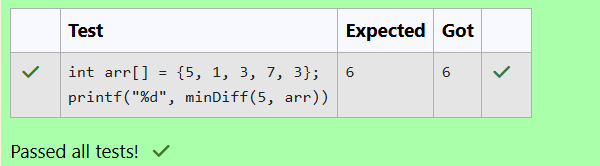 Test Expected Got
int arr[] = {5, 1, 3, 7, 3}; 6 6
printf("%d", minDiff(5, arr))
Passed all tests!